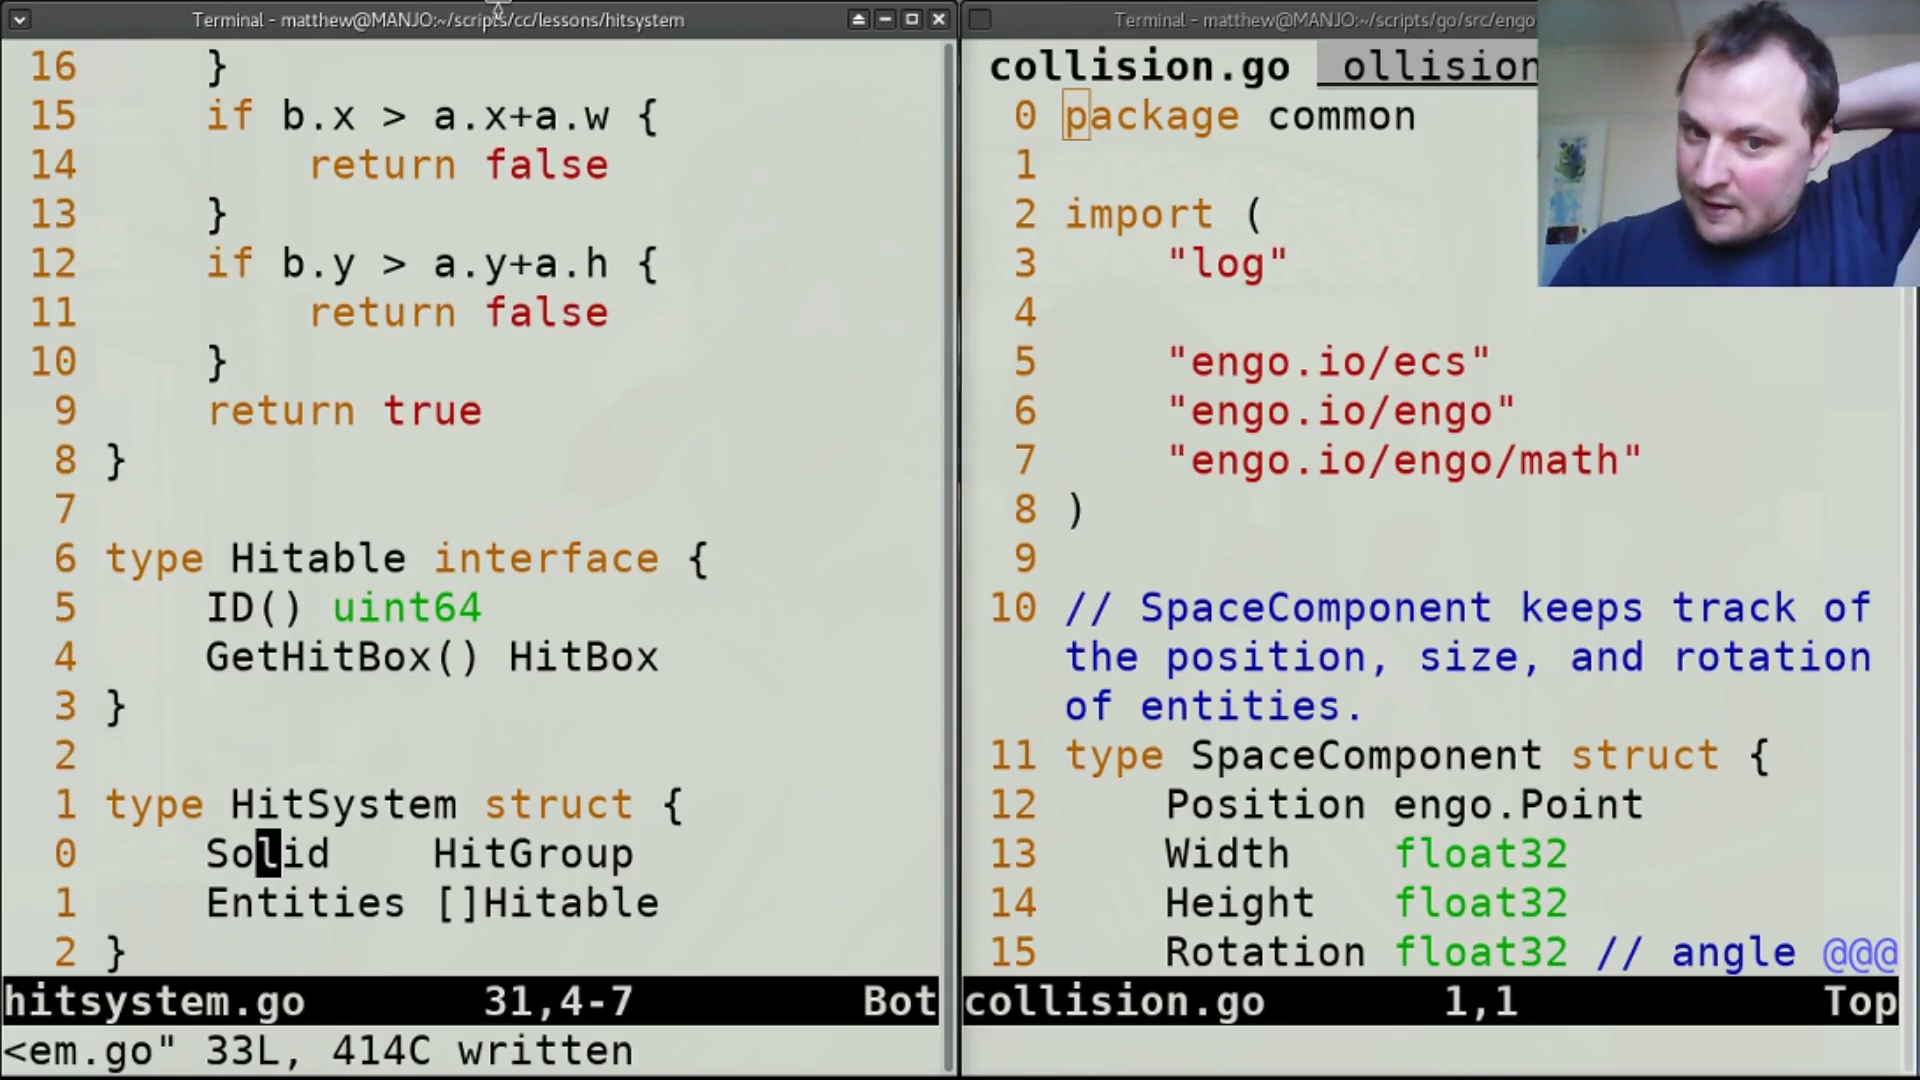 Terminal - matthew@MANJO:~/scripts/cc/lessons/hitsystem
16 }
15 if b.x > a.x+a.w {
14 return false
13 }
12 if b.y > a.y+a.h {
11 return false
10 }
9 return true
8 }
7
6 type Hitable interface {
5 ID() uint64
4 GetHitBox() HitBox
3 }
2
1 type HitSystem struct {
0 Solid HitGroup
1 Entities []Hitable
2 }
hitsystem.go 31,4-7 Bot
<em.go" 33L, 414C written
Terminal - matthew@MANJO:~/scripts/go/src/engo
collision.go ollision
0 package common
1
2 import (
3 "log"
4
5 "engo.io/ecs"
6 "engo.io/engo"
7 "engo.io/engo/math"
8 )
9
10 // SpaceComponent keeps track of
the position, size, and rotation
of entities.
11 type SpaceComponent struct {
12 Position engo.Point
13 Width float32
14 Height float32
15 Rotation float32 // angle @@@
collision.go 1,1 Top